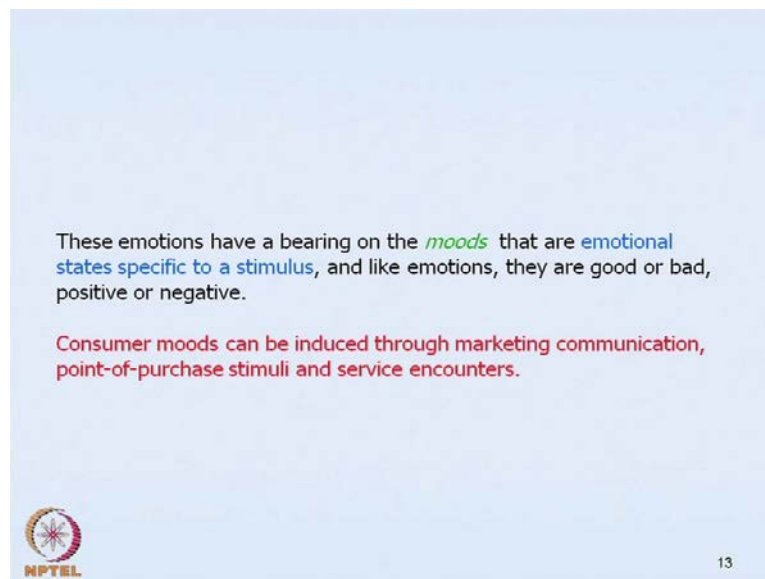 These emotions have a bearing on the moods that are emotional
states specific to a stimulus, and like emotions, they are good or bad,
positive or negative.
Consumer moods can be induced through marketing communication,
point-of-purchase stimuli and service encounters.
NPTEL
13